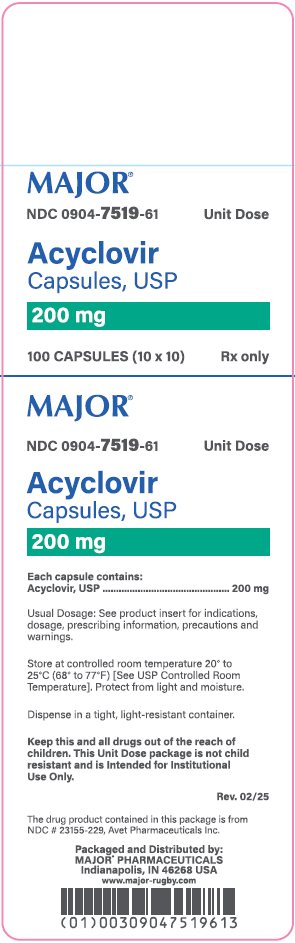 MAJOR®
NDC 0904-7519-61 Unit Dose
Acyclovir
Capsules, USP
200 mg
100 CAPSULES (10 x 10) Rx only
MAJOR®
NDC 0904-7519-61 Unit Dose
Acyclovir
Capsules, USP
200 mg
Each capsule contains:
Acyclovir, USP ............................................... 200 mg
Usual Dosage: See product insert for indications,
dosage, prescribing information, precautions and
warnings.
Store at controlled room temperature 20° to
25°C (68° to 77°F) [See USP Controlled Room
Temperature]. Protect from light and moisture.
Dispense in a tight, light-resistant container.
Keep this and all drugs out of the reach of
children. This Unit Dose package is not child
resistant and is Intended for Institutional
Use Only.
Rev. 02/25
The drug product contained in this package is from
NDC # 23155-229, Avet Pharmaceuticals Inc.
Packaged and Distributed by:
MAJOR® PHARMACEUTICALS
Indianapolis, IN 46268 USA
www.major-rugby.com
(01)00309047519613